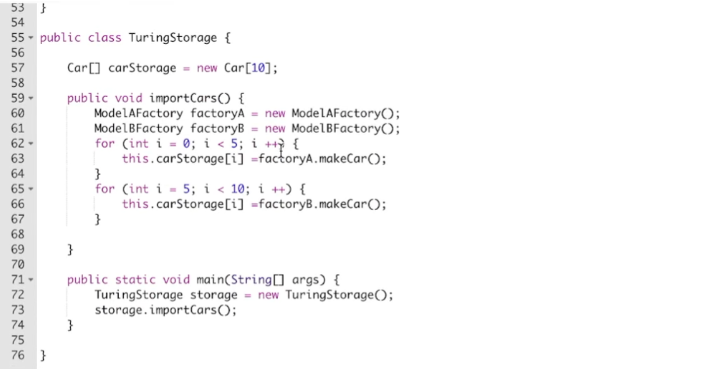 53 }
54
55 public class TuringStorage {
56
57 Car[] carStorage = new Car[10];
58
59 public void importCars() {
60 ModelAFactory factoryA = new ModelAFactory();
61 ModelBFactory factoryB = new ModelBFactory();
62 for (int i = 0; i < 5; i ++) {
63 this.carStorage[i] =factoryA.makeCar();
64 }
65 for (int i = 5; i < 10; i ++) {
66 this.carStorage[i] =factoryB.makeCar();
67 }
68
69 }
70
71 public static void main(String[] args) {
72 TuringStorage storage = new TuringStorage();
73 storage.importCars();
74 }
75
76 }